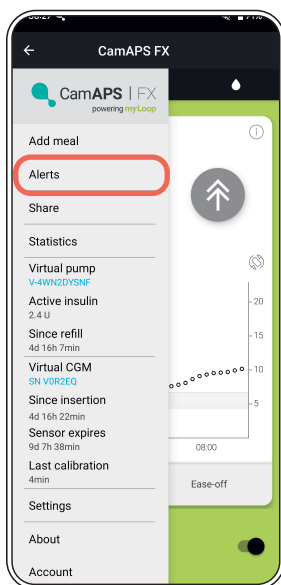 CamAPS FX
CamAPS | FX
powering myLoop
Add meal
Alerts
Share
Statistics
Virtual pump
V-4WN2DYSNF
Active insulin
2.4 U
Since refill
4d 16h 7min
Virtual CGM
SN V0R2EQ
Since insertion
4d 16h 22min
Sensor expires
9d 7h 38min
Last calibration
4min
Settings
About
Account
20
15
10
5
08:00
Ease-off